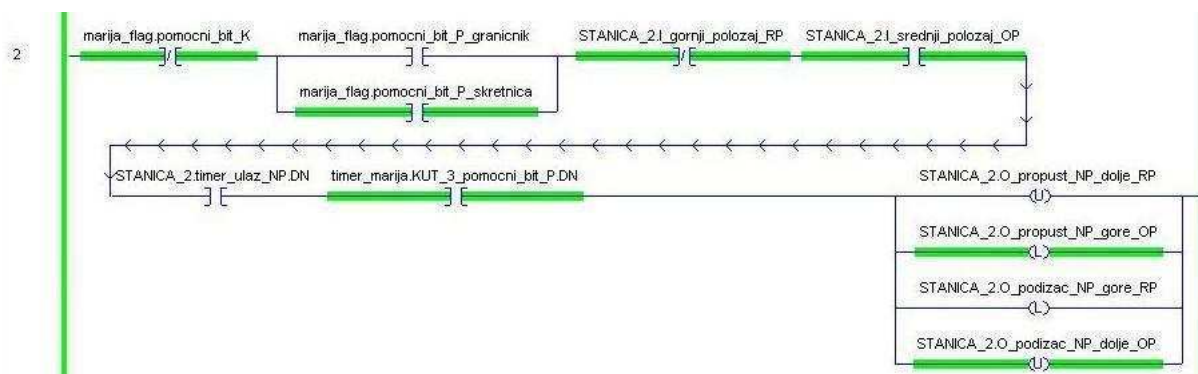 marija_flag.pomocni_bit_K marija_flag.pomocni_bit_P_granicnik STANICA_2.I_gornji_polozaj_RP STANICA_2.I_srednji_polozaj_OP
2
marija_flag.pomocni_bit_P_skretnica
STANICA_2.timer_ulaz_NP.DN timer_marija.KUT_3_pomocni_bit_P.DN STANICA_2.O_propust_NP_dolje_RP
U
STANICA_2.O_propust_NP_gore_OP
L
STANICA_2.O_podizac_NP_gore_RP
L
STANICA_2.O_podizac_NP_dolje_OP
U